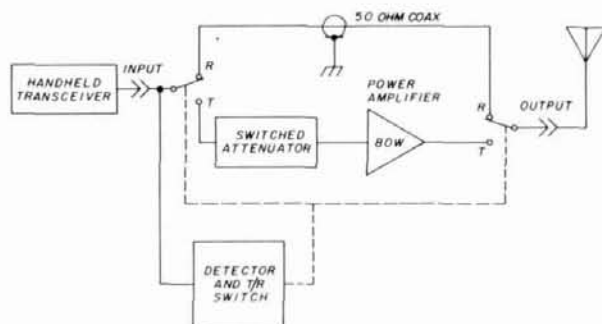 50 OHM COAX
HANDHELD
TRANSCEIVER
INPUT
R
T
SWITCHED
ATTENUATOR
POWER
AMPLIFIER
80W
R
T
OUTPUT
DETECTOR
AND T/R
SWITCH